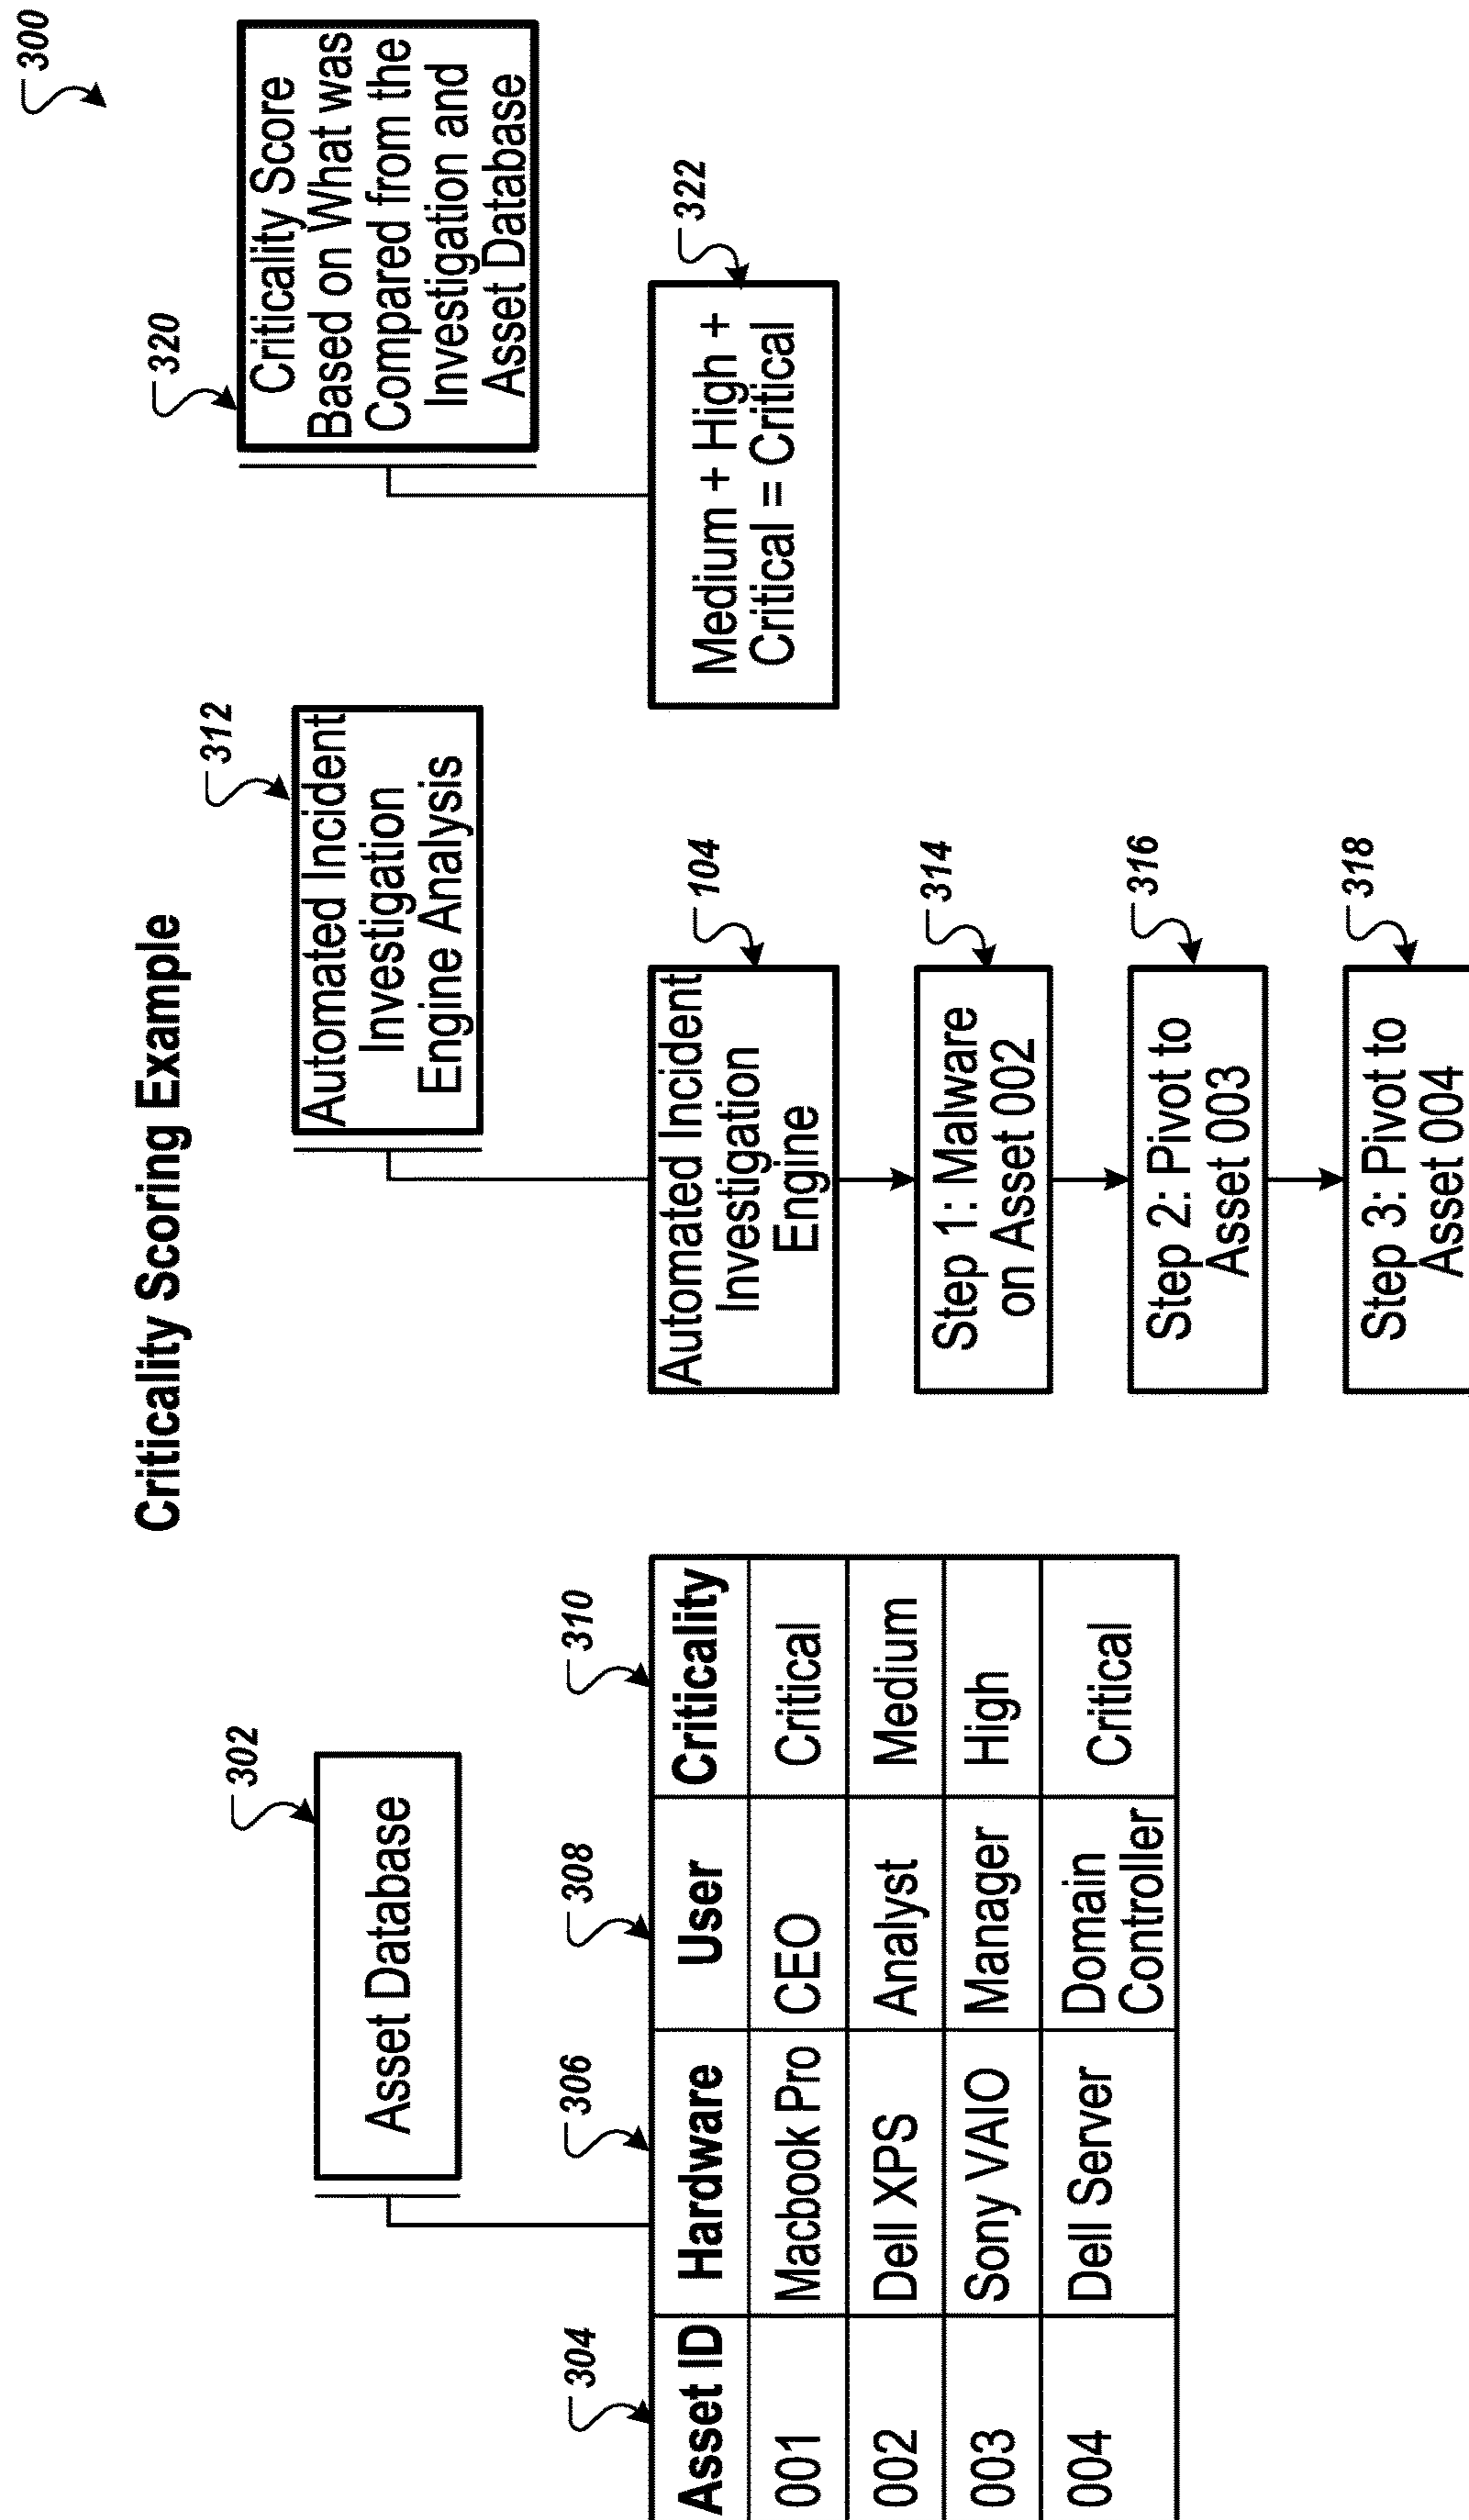 300
Criticality Scoring Example
302
Asset Database
304
306
308
310
Asset ID Hardware User Criticality
001 Macbook Pro CEO Critical
002 Dell XPS Analyst Medium
003 Sony VAIO Manager High
004 Dell Server Domain Controller Critical
312
Automated Incident
Investigation
Engine Analysis
104
Automated Incident
Investigation
Engine
314
Step 1: Malware
on Asset 002
316
Step 2: Pivot to
Asset 003
318
Step 3: Pivot to
Asset 004
320
Criticality Score
Based on What was
Compared from the
Investigation and
Asset Database
322
Medium + High +
Critical = Critical